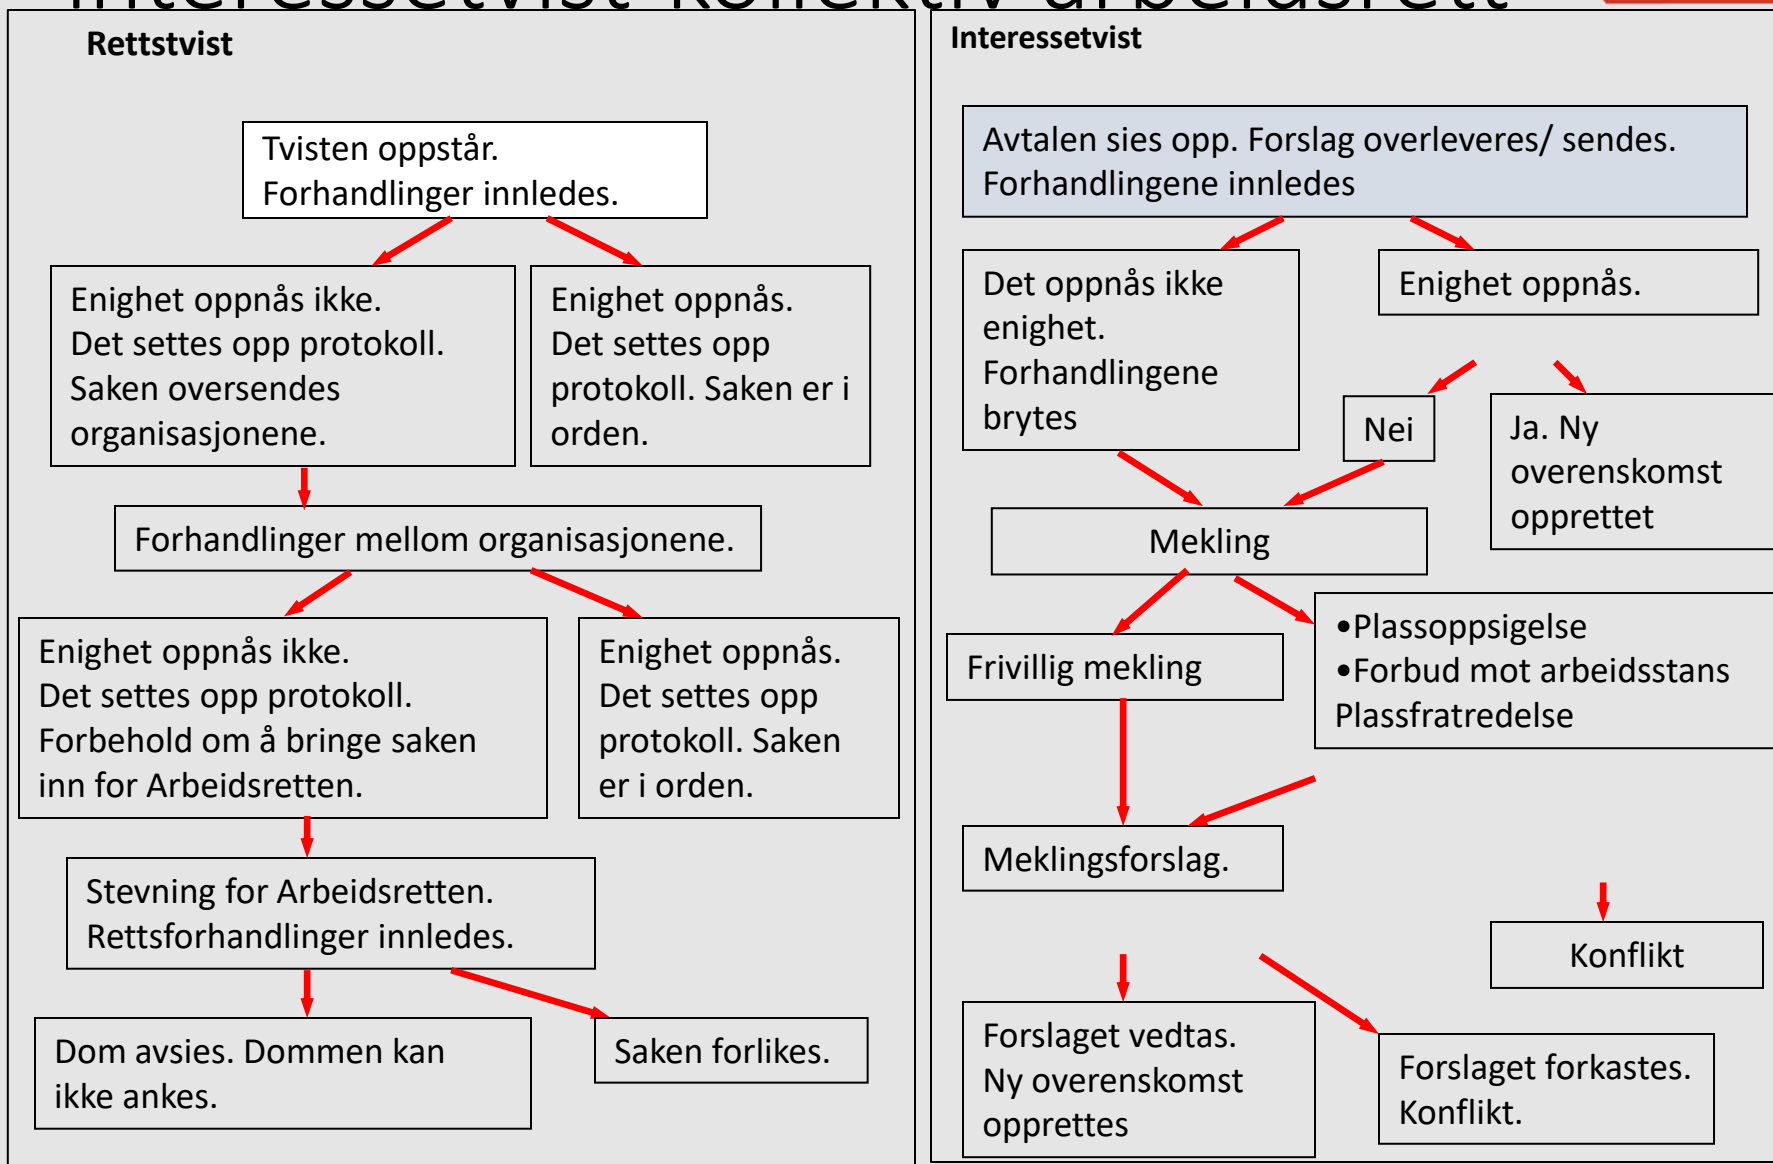 interessetvist kollektiv arbeidsrett
Rettstvist
Tvisten oppstår.
Forhandlinger innledes.
Enighet oppnås ikke.
Det settes opp protokoll.
Saken oversendes
organisasjonene.
Enighet oppnås.
Det settes opp
protokoll. Saken er i
orden.
Forhandlinger mellom organisasjonene.
Enighet oppnås ikke.
Det settes opp protokoll.
Forbehold om å bringe saken
inn for Arbeidsretten.
Enighet oppnås.
Det settes opp
protokoll. Saken
er i orden.
Stevning for Arbeidsretten.
Rettsforhandlinger innledes.
Dom avsies. Dommen kan
ikke ankes.
Saken forlikes.
Interessetvist
Avtalen sies opp. Forslag overleveres/ sendes.
Forhandlingene innledes
Det oppnås ikke
enighet.
Forhandlingene
brytes
Enighet oppnås.
Nei
Ja. Ny
overenskomst
opprettet
Mekling
Frivillig mekling
•Plassoppsigelse
•Forbud mot arbeidsstans
Plassfratredelse
Meklingsforslag.
Konflikt
Forslaget vedtas.
Ny overenskomst
opprettes
Forslaget forkastes.
Konflikt.